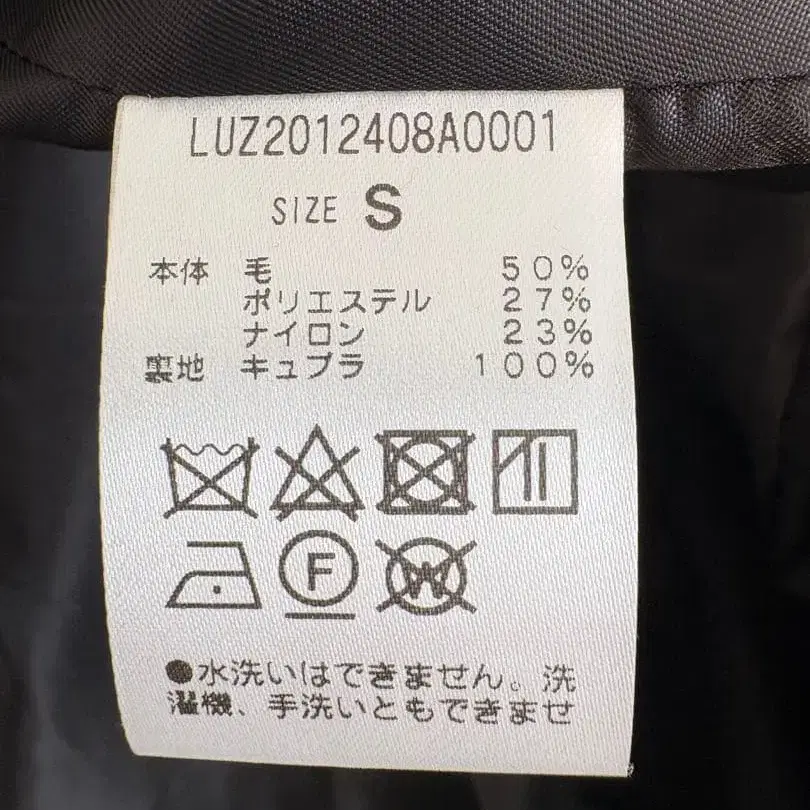 LUZ2012408A0001
SIZE S
本体 毛 50%
ポリエステル 27%
ナイロン 23%
裏地 キュプラ 100%
F W
●水洗いはできません。洗
濯機、手洗いともできませ